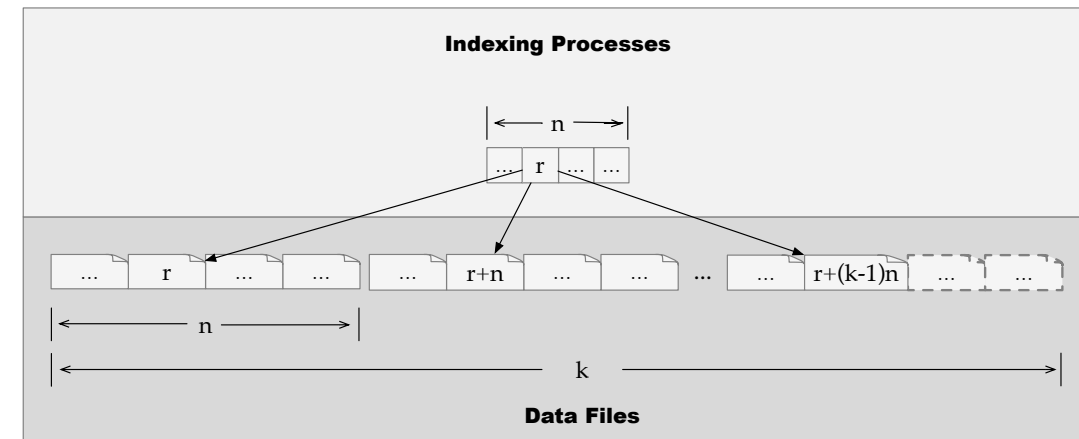 Indexing Processes
n
... r ... ...
... r ... ... ... r+n ... ... ... ... r+(k-1)n ... ...
n
k
Data Files